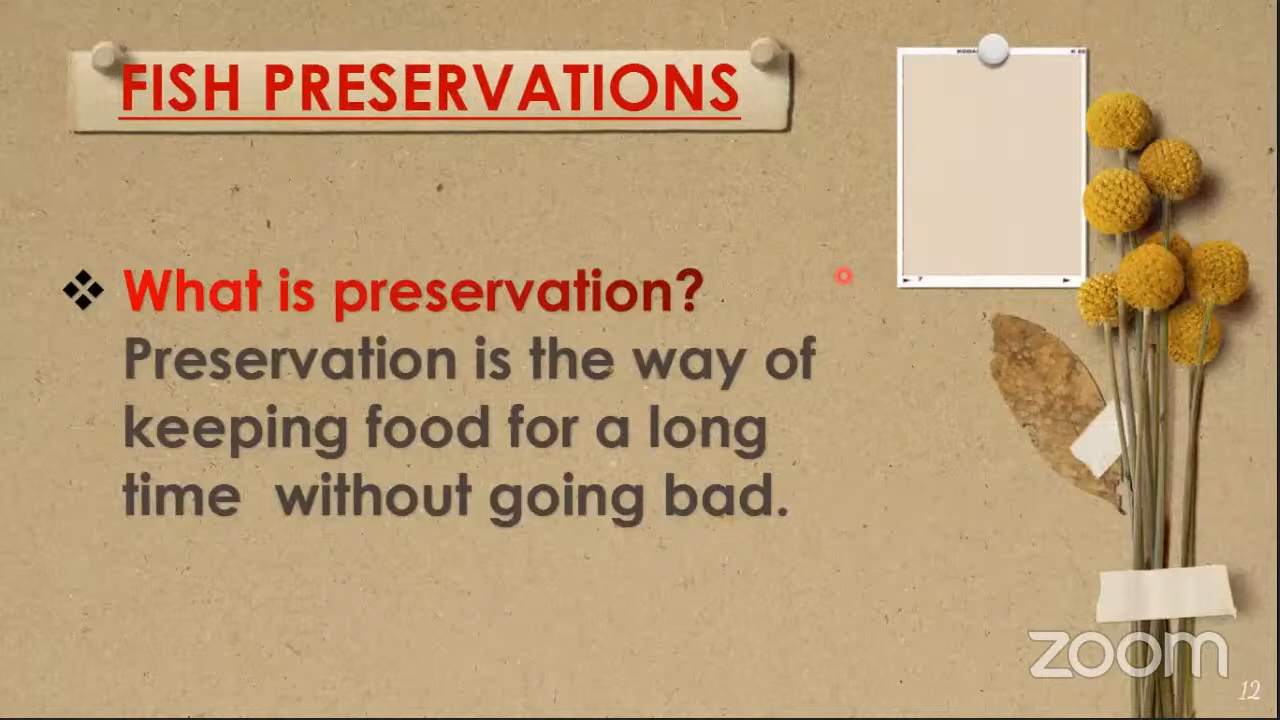 FISH PRESERVATIONS
What is preservation?
Preservation is the way of
keeping food for a long
time without going bad.
zoom
12